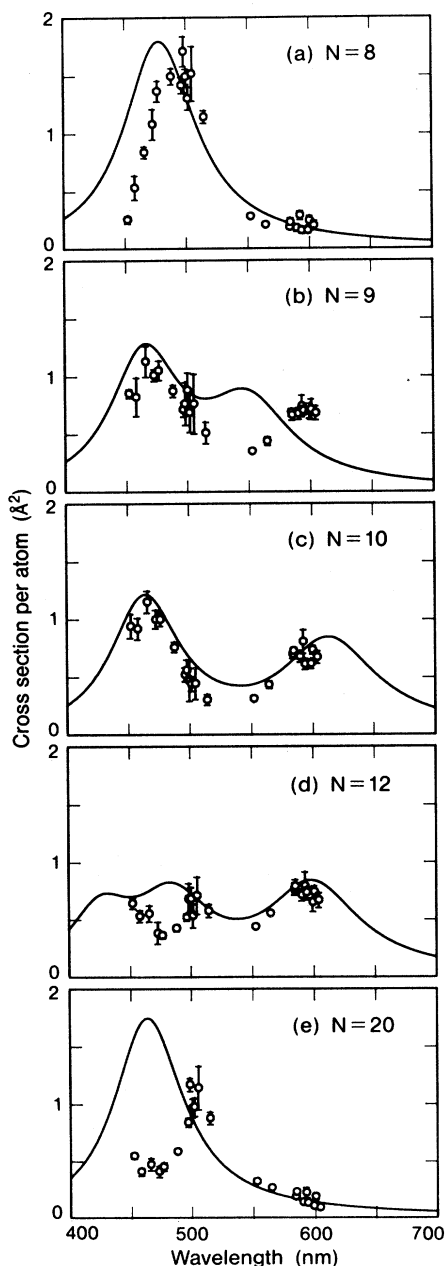 2
(a) N=8
1
0
2
(b) N=9
1
0
2
(c) N=10
1
0
2
(d) N=12
1
0
2
(e) N=20
1
0
400 500 600 700
Wavelength (nm)
Cross section per atom (Å²)